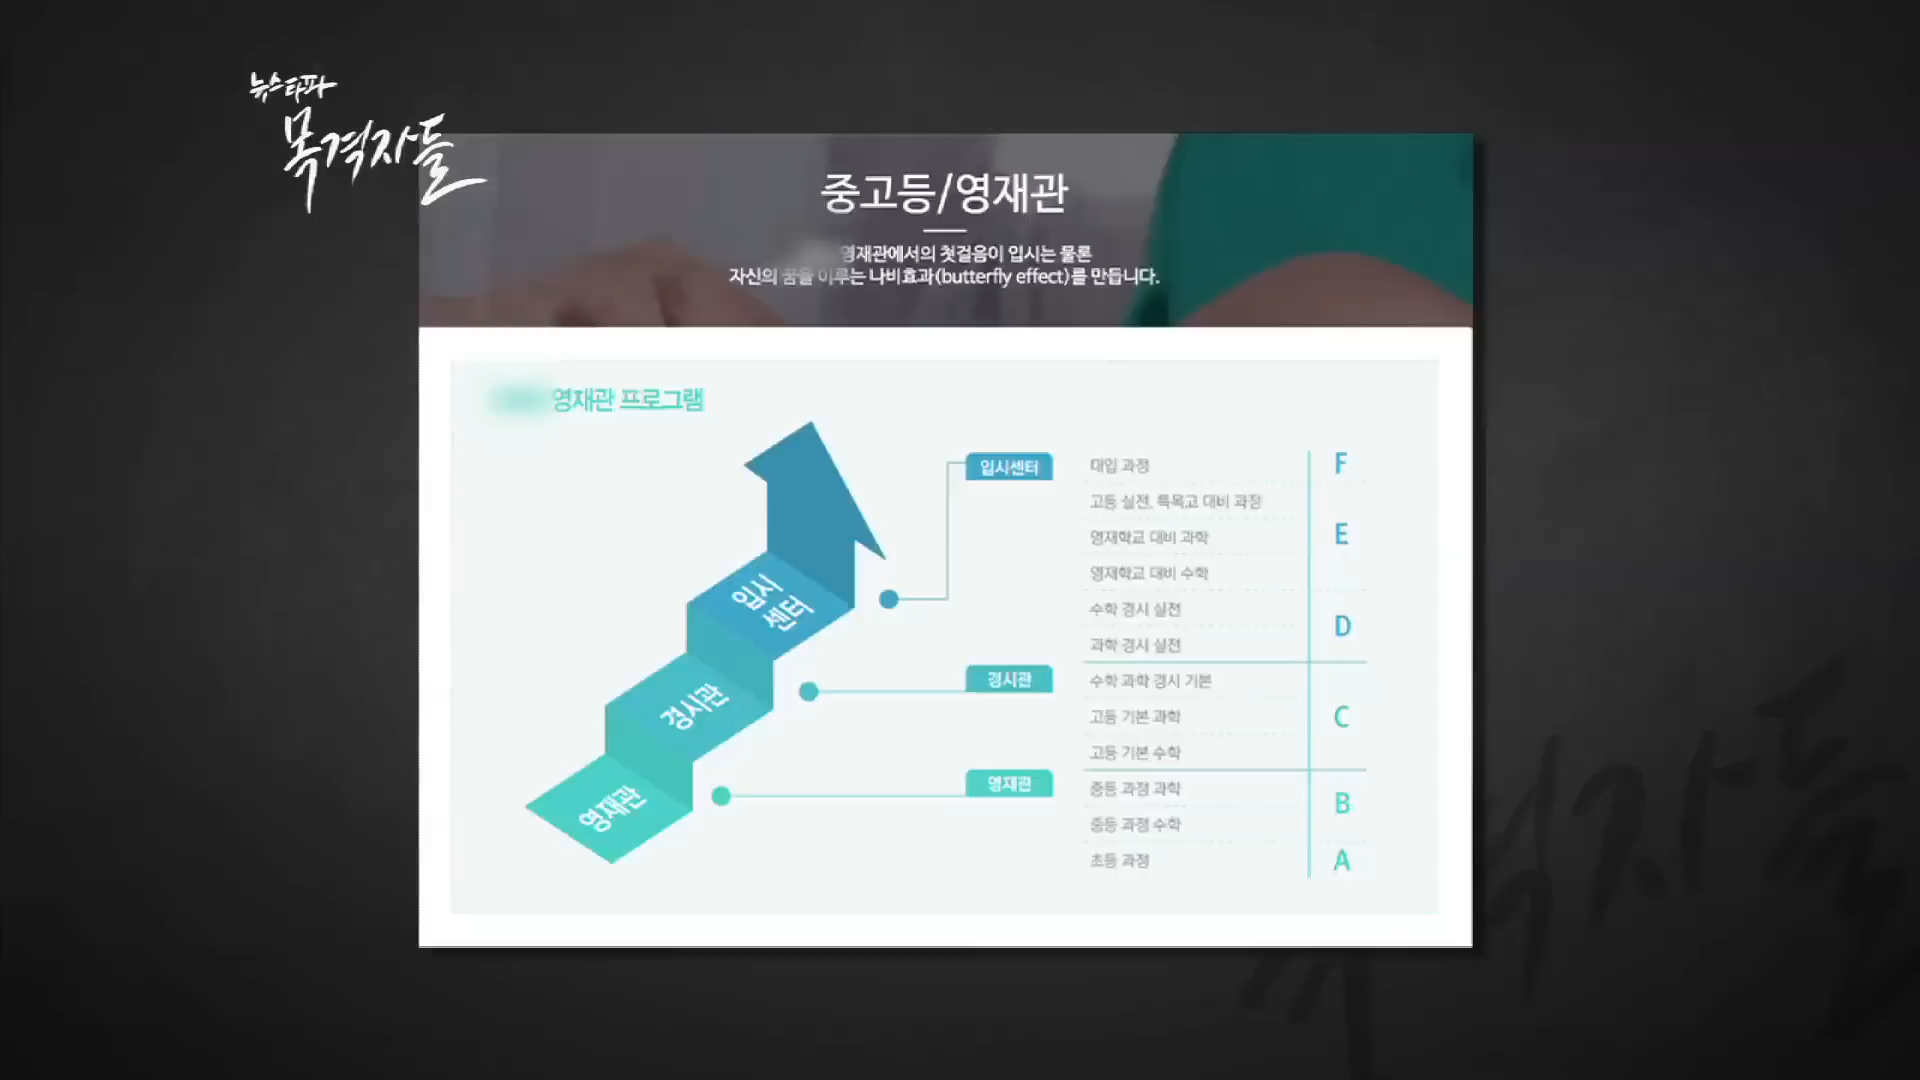 뉴스타파
목격자들
중고등/영재관
영재관에서의 첫걸음이 입시는 물론
자신의 꿈을 이루는 나비효과(butterfly effect)를 만듭니다.
영재관 프로그램
입시
센터
경시관
영재관
입시센터
대입 과정
F
고등 실전, 특목고 대비 과정
영재학교 대비 과학
E
영재학교 대비 수학
수학 경시 실전
D
과학 경시 실전
경시관
수학 과학 경시 기본
고등 기본 과학
C
고등 기본 수학
영재관
중등 과정 과학
B
중등 과정 수학
초등 과정
A
목격자들